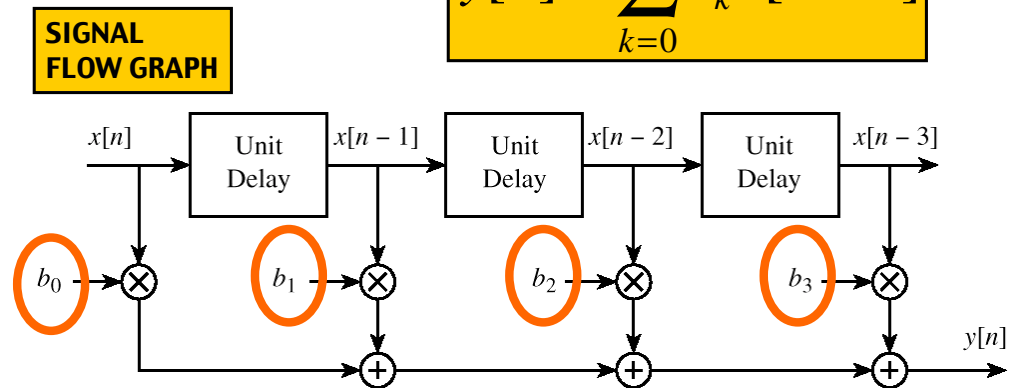 k=0
SIGNAL
FLOW GRAPH
x[n] Unit Delay x[n − 1] Unit Delay x[n − 2] Unit Delay x[n − 3]
b₀ × b₁ × b₂ × b₃ ×
y[n]
+ + +